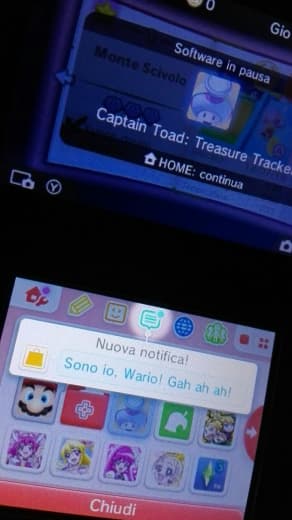 0
Gio
Monte Scivolo
Software in pausa
Captain Toad: Treasure Tracke
HOME: continua
Y
Nuova notifica!
Sono io, Wario! Gah ah ah!
Chiudi